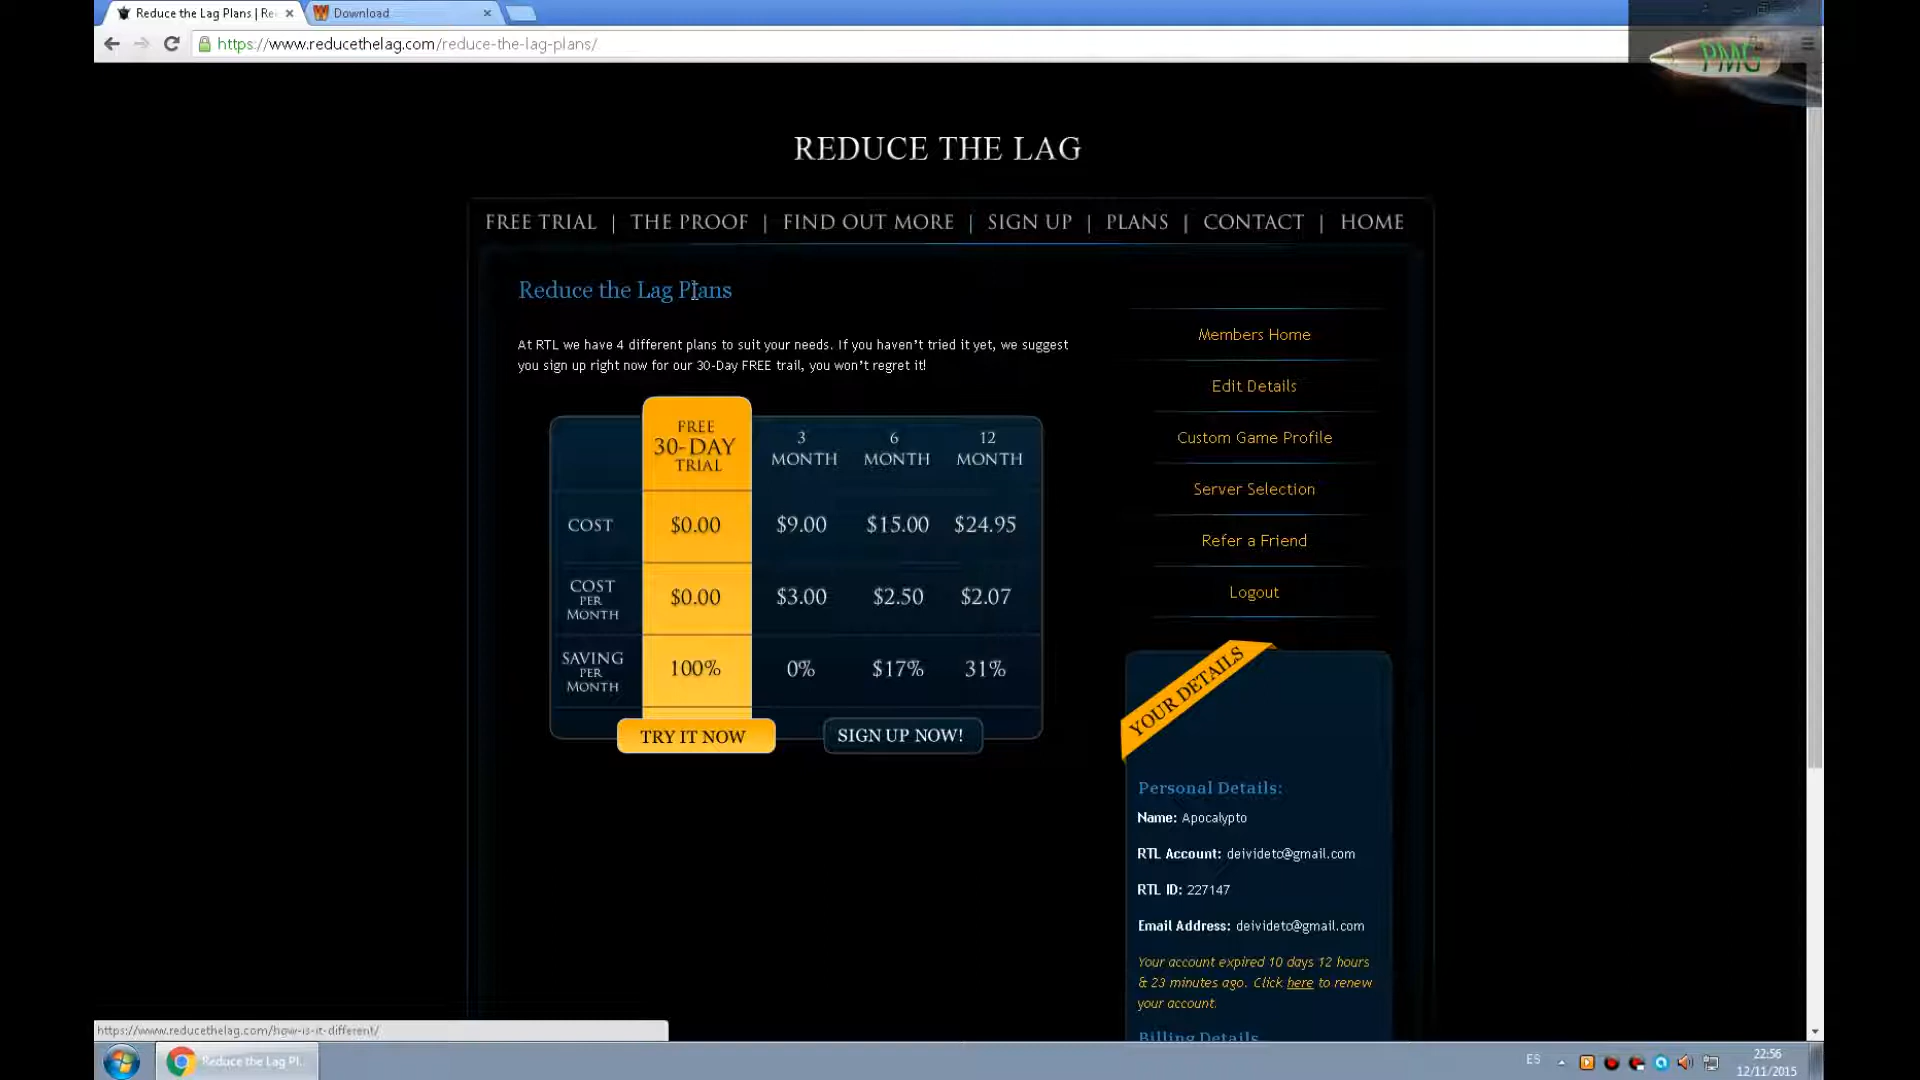 Reduce the Lag Plans | Re
Download
https://www.reducethelag.com/reduce-the-lag-plans/
PMG
REDUCE THE LAG
FREE TRIAL | THE PROOF | FIND OUT MORE | SIGN UP | PLANS | CONTACT | HOME
Reduce the Lag Plans
At RTL we have 4 different plans to suit your needs. If you haven't tried it yet, we suggest
you sign up right now for our 30-Day FREE trail, you won't regret it!
FREE
30-DAY
TRIAL
3
MONTH
6
MONTH
12
MONTH
COST $0.00 $9.00 $15.00 $24.95
COST
PER
MONTH
$0.00 $3.00 $2.50 $2.07
SAVING
PER
MONTH
100% 0% $17% 31%
TRY IT NOW
SIGN UP NOW!
Members Home
Edit Details
Custom Game Profile
Server Selection
Refer a Friend
Logout
YOUR DETAILS
Personal Details:
Name: Apocalypto
RTL Account: deividetc@gmail.com
RTL ID: 227147
Email Address: deividetc@gmail.com
Your account expired 10 days 12 hours
& 23 minutes ago. Click here to renew
your account.
Billing Details
https://www.reducethelag.com/how-is-it-different/
Reduce the Lag Pl...
ES
22:56
12/11/2015